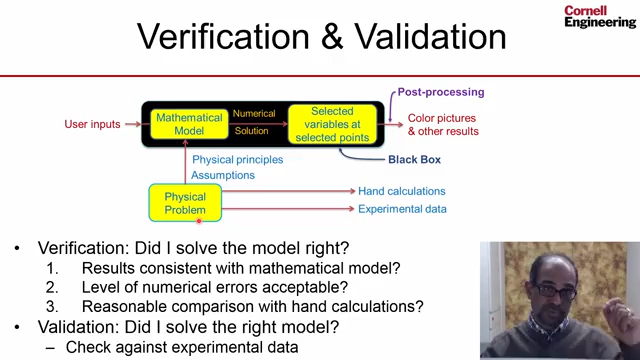 Cornell
Engineering
Verification & Validation
Post-processing
User inputs
Mathematical
Model
Numerical
Solution
Selected
variables at
selected points
Color pictures
& other results
Physical principles
Assumptions
Black Box
Physical
Problem
Hand calculations
Experimental data
• Verification: Did I solve the model right?
1. Results consistent with mathematical model?
2. Level of numerical errors acceptable?
3. Reasonable comparison with hand calculations?
• Validation: Did I solve the right model?
– Check against experimental data